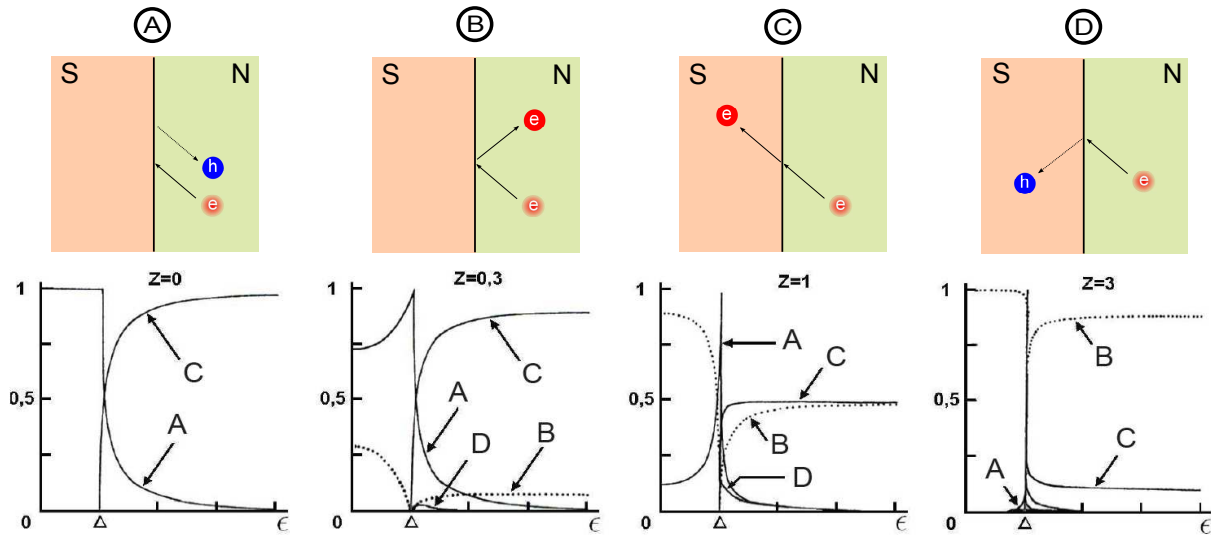 A B C D
S N S N S N S N
h e e e e e h e
Z=0 Z=0,3 Z=1 Z=3
1 0,5 0 Δ ϵ C A
1 0,5 0 Δ ϵ C A D B
1 0,5 0 Δ ϵ A C B D
1 0,5 0 Δ ϵ B C A